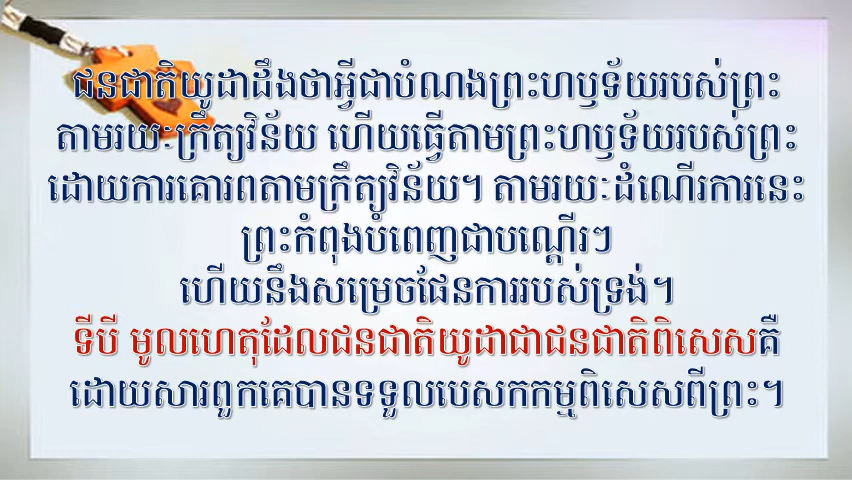 ជនជាតិយូដាដឹងថាអ្វីជាបំណងព្រះហឫទ័យរបស់ព្រះ
តាមរយៈក្រឹត្យវិន័យ ហើយធ្វើតាមព្រះហឫទ័យរបស់ព្រះ
ដោយការគោរពតាមក្រឹត្យវិន័យ។ តាមរយៈដំណើរការនេះ
ព្រះកំពុងបំពេញជាបណ្តើរៗ
ហើយនឹងសម្រេចផែនការរបស់ទ្រង់។
ទីបី មូលហេតុដែលជនជាតិយូដាជាជនជាតិពិសេសគឺ
ដោយសារពួកគេបានទទួលបេសកកម្មពិសេសពីព្រះ។